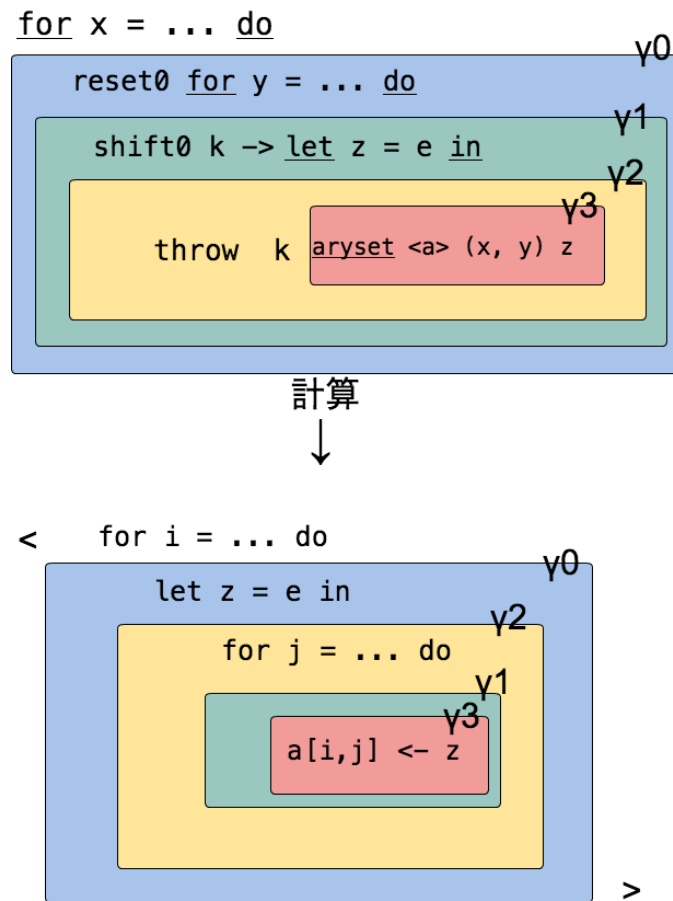 for x = ... do
γ0
reset0 for y = ... do
γ1
shift0 k -> let z = e in
γ2
γ3
throw k aryset <a> (x, y) z
計算
↓
< for i = ... do
γ0
let z = e in
γ2
for j = ... do
γ1
γ3
a[i,j] <- z
>